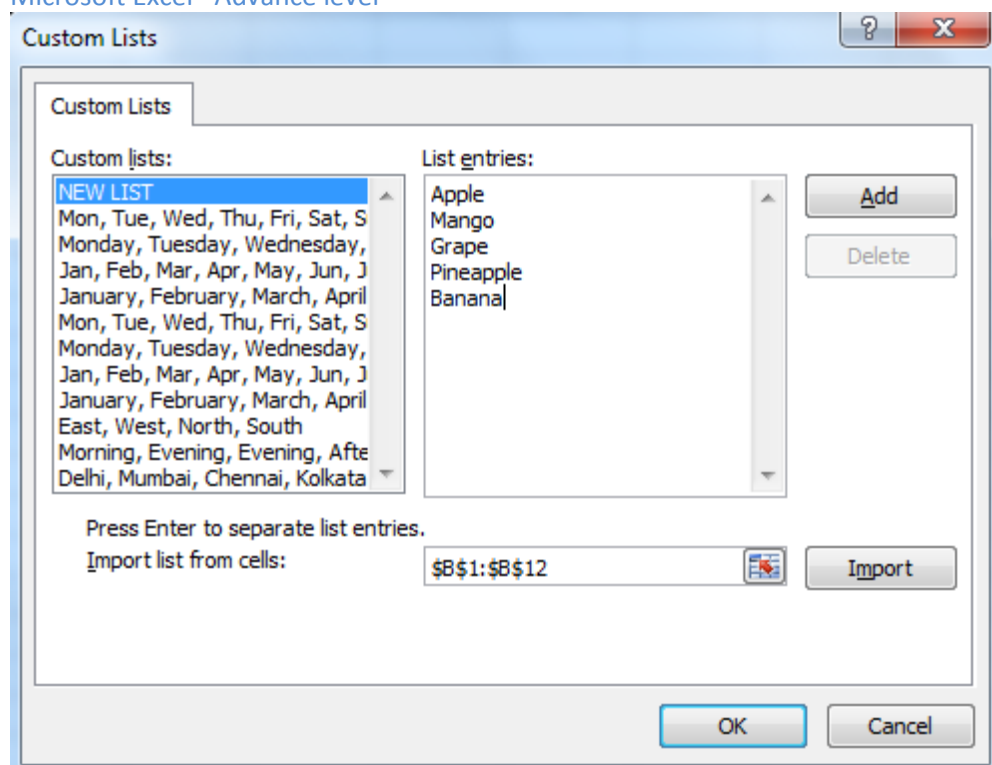 Microsoft Excel- Advance level
Custom Lists
Custom Lists
Custom lists:
NEW LIST
Mon, Tue, Wed, Thu, Fri, Sat, S
Monday, Tuesday, Wednesday,
Jan, Feb, Mar, Apr, May, Jun, J
January, February, March, April
Mon, Tue, Wed, Thu, Fri, Sat, S
Monday, Tuesday, Wednesday,
Jan, Feb, Mar, Apr, May, Jun, J
January, February, March, April
East, West, North, South
Morning, Evening, Evening, Afte
Delhi, Mumbai, Chennai, Kolkata
List entries:
Apple
Mango
Grape
Pineapple
Banana
Add
Delete
Press Enter to separate list entries.
Import list from cells:
$B$1:$B$12
Import
OK
Cancel